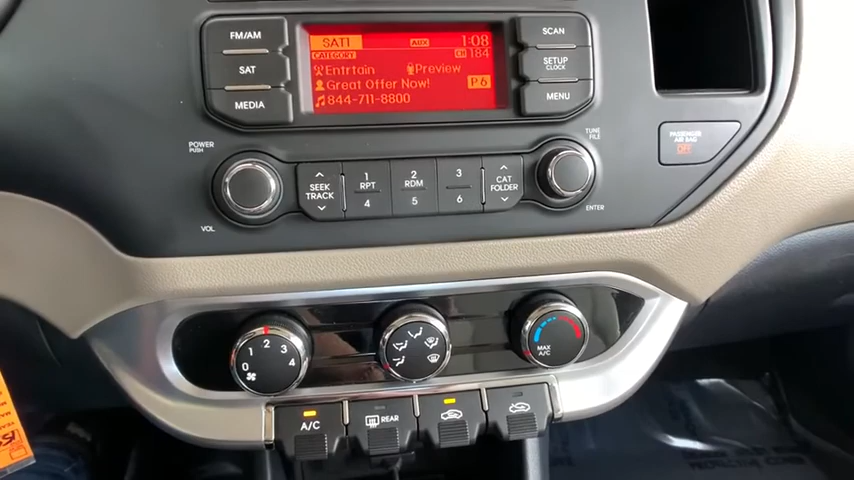 FM/AM
SAT
MEDIA
SAT1 AUX 1:08
CATEGORY CH 184
Entrtain Preview
Great Offer Now! P 6
844-711-8800
SCAN
SETUP
CLOCK
MENU
PASSENGER
AIR BAG
OFF
POWER
PUSH
VOL
SEEK
TRACK
1
RPT
4
2
RDM
5
3
6
CAT
FOLDER
TUNE
FILE
ENTER
0 1 2 3 4
MAX
A/C
A/C
REAR